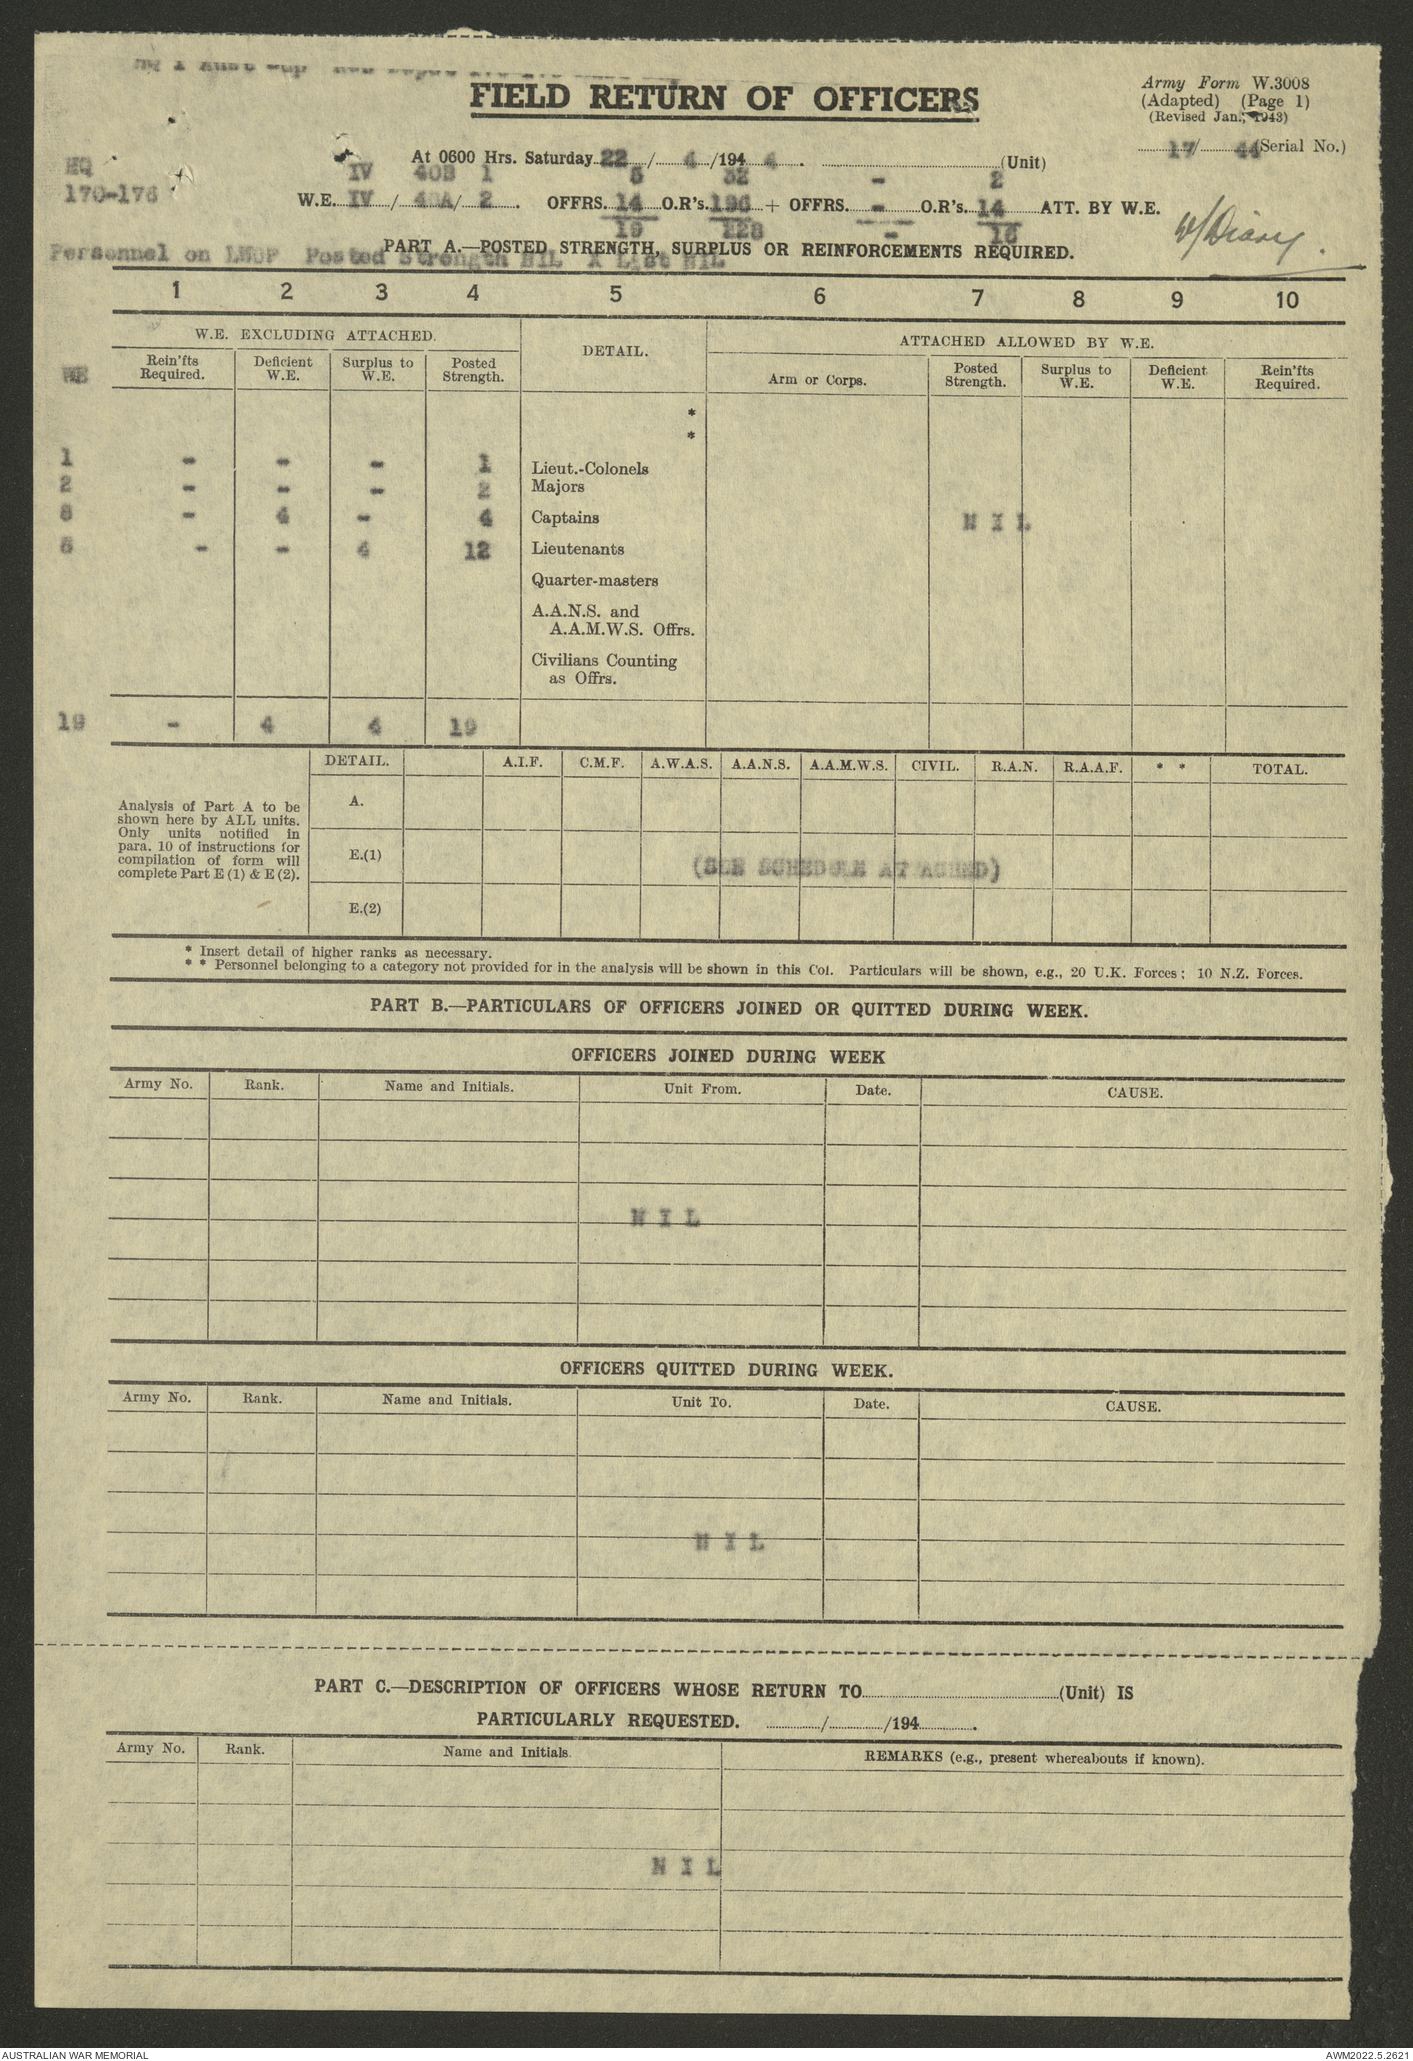 FIELD RETURN OF OFFICERS
Army Form W.3008
(Adapted) (Page 1)
(Revised Jan., 1943)
17/ 44 (Serial No.)
At 0600 Hrs. Saturday 22 / 4 /194 4 . (Unit)
HQ
170-176
IV 40B 1 5 32 - 2
W.E. IV / 40A/ 2 . OFFRS. 14 O.R's. 196 + OFFRS. - O.R's. 14 ATT. BY W.E.
19 228 - 16
W/Diary.
PART A.—POSTED STRENGTH, SURPLUS OR REINFORCEMENTS REQUIRED.
Personnel on LWOP Posted Strength NIL X List NIL
1 2 3 4 5 6 7 8 9 10
W.E. EXCLUDING ATTACHED. DETAIL. ATTACHED ALLOWED BY W.E.
WE Rein'fts Required. Deficient W.E. Surplus to W.E. Posted Strength. Arm or Corps. Posted Strength. Surplus to W.E. Deficient W.E. Rein'fts Required.
*
*
1 - - - 1 Lieut.-Colonels
2 - - - 2 Majors
8 - 4 - 4 Captains N I L
8 - - 4 12 Lieutenants
Quarter-masters
A.A.N.S. and
A.A.M.W.S. Offrs.
Civilians Counting
as Offrs.
19 - 4 4 19
DETAIL. A.I.F. C.M.F. A.W.A.S. A.A.N.S. A.A.M.W.S. CIVIL. R.A.N. R.A.A.F. * * TOTAL.
Analysis of Part A to be
shown here by ALL units.
Only units notified in
para. 10 of instructions for
compilation of form will
complete Part E (1) & E (2).
A.
E.(1)
(SEE SCHEDULE ATTACHED)
E.(2)
* Insert detail of higher ranks as necessary.
* * Personnel belonging to a category not provided for in the analysis will be shown in this Col. Particulars will be shown, e.g., 20 U.K. Forces; 10 N.Z. Forces.
PART B.—PARTICULARS OF OFFICERS JOINED OR QUITTED DURING WEEK.
OFFICERS JOINED DURING WEEK
Army No. Rank. Name and Initials. Unit From. Date. CAUSE.
N I L
OFFICERS QUITTED DURING WEEK.
Army No. Rank. Name and Initials. Unit To. Date. CAUSE.
N I L
PART C.—DESCRIPTION OF OFFICERS WHOSE RETURN TO (Unit) IS
PARTICULARLY REQUESTED. / /194 .
Army No. Rank. Name and Initials. REMARKS (e.g., present whereabouts if known).
N I L
AUSTRALIAN WAR MEMORIAL
AWM2022.5.2621